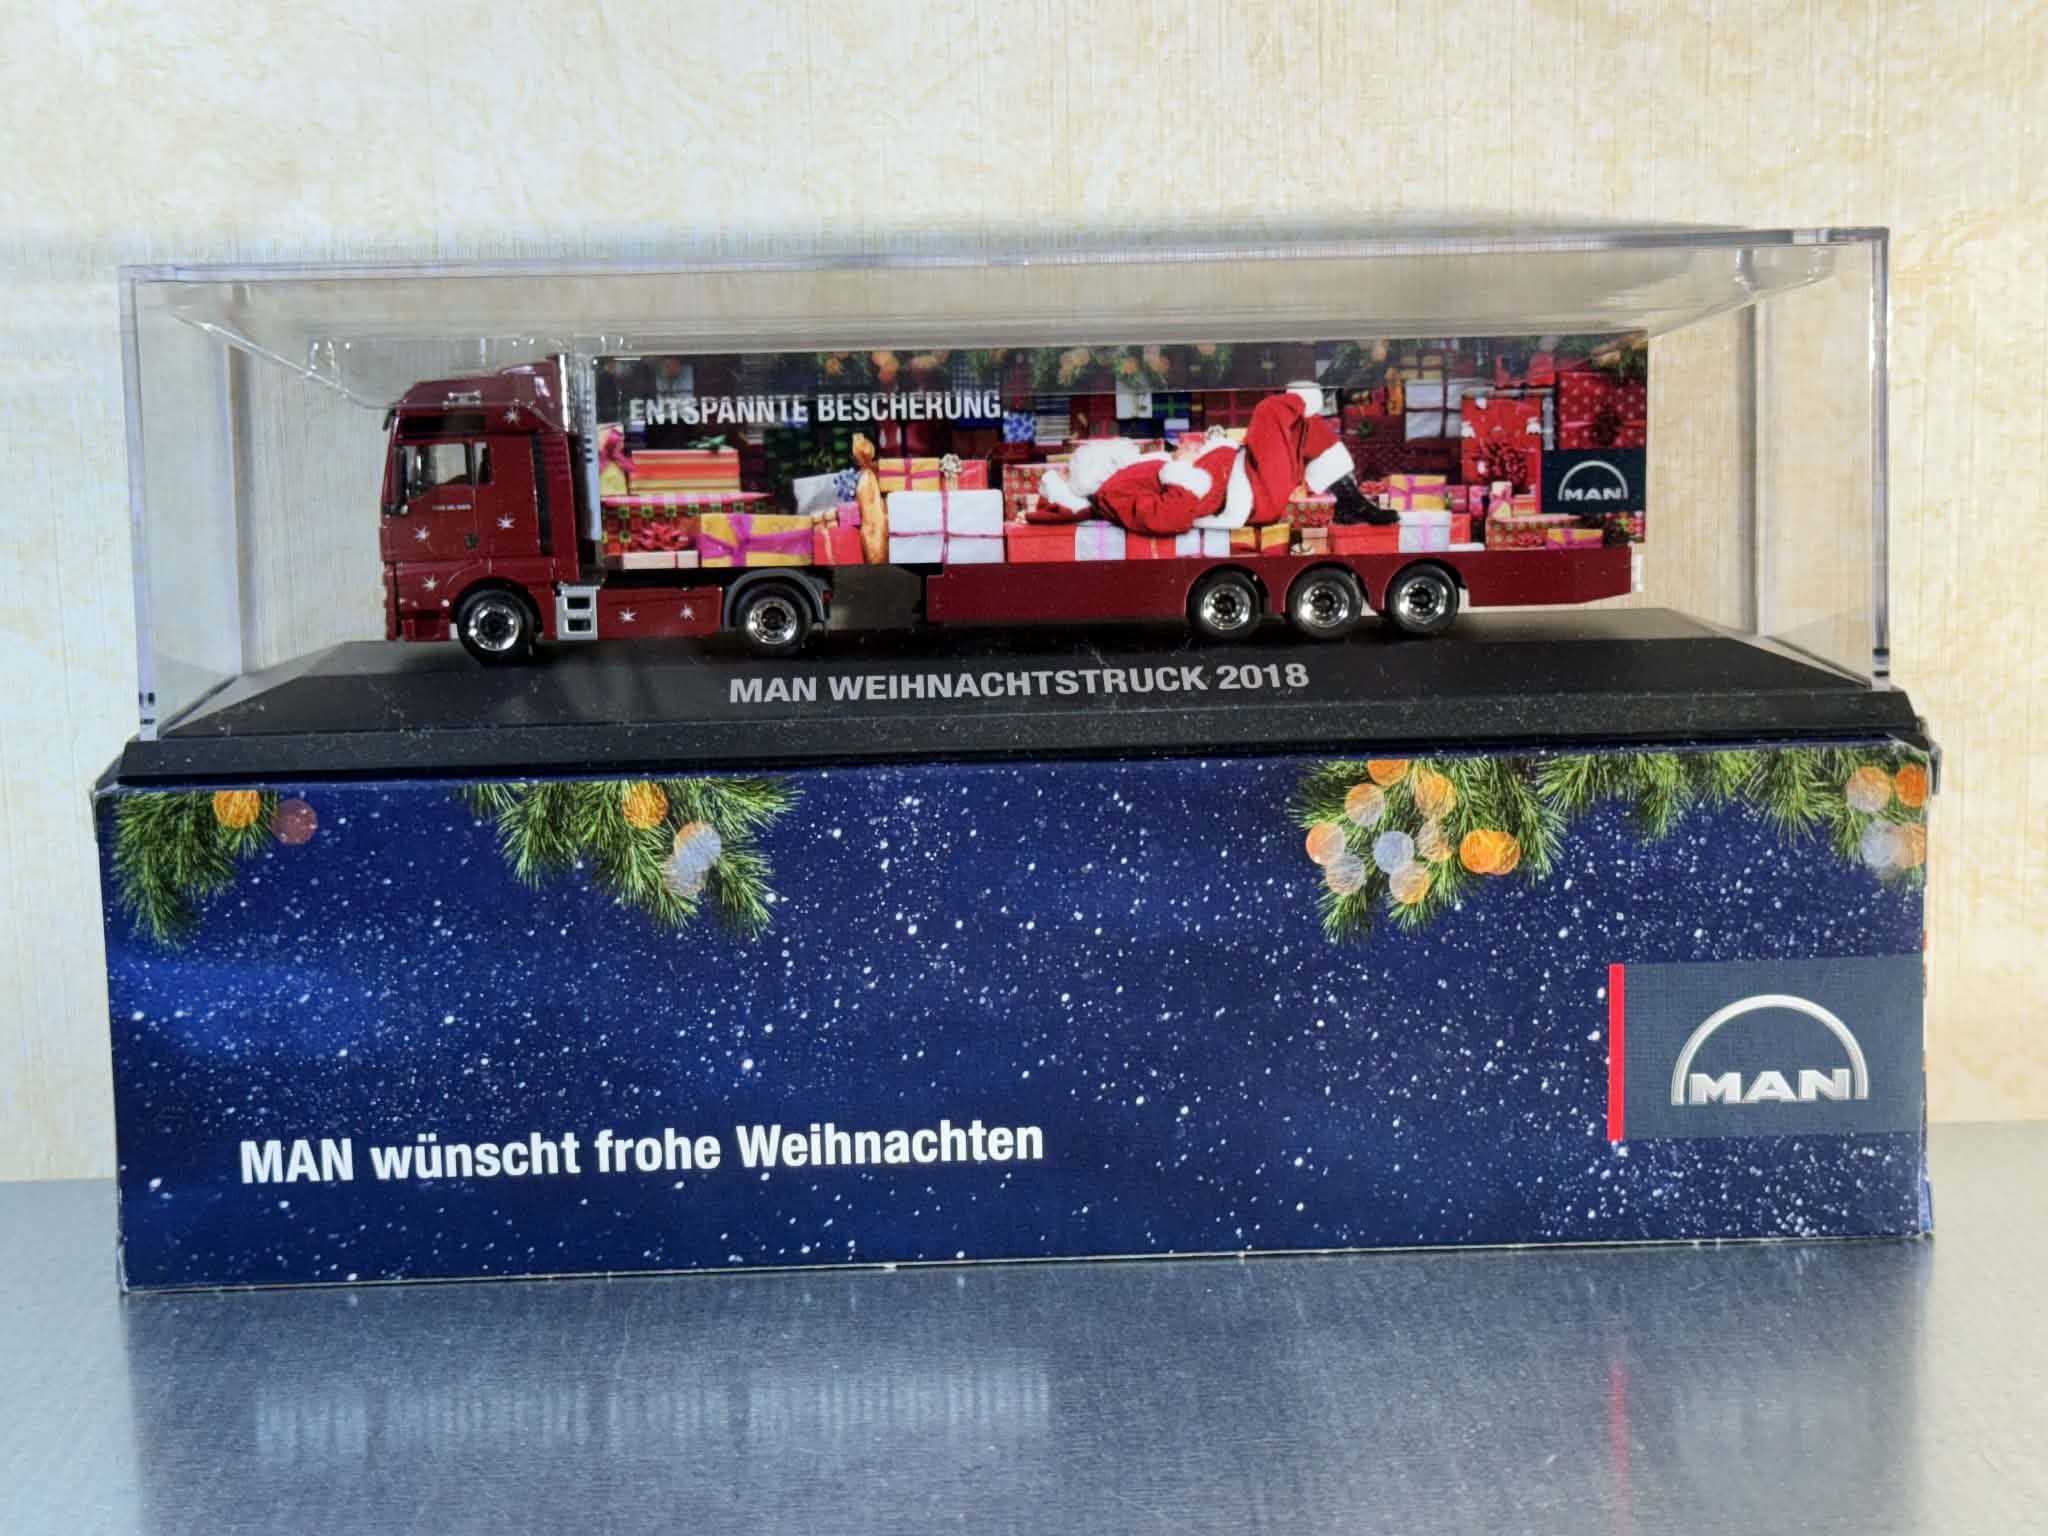 ENTSPANNTE BESCHERUNG.
MAN
MAN WEIHNACHTSTRUCK 2018
MAN
MAN wünscht frohe Weihnachten